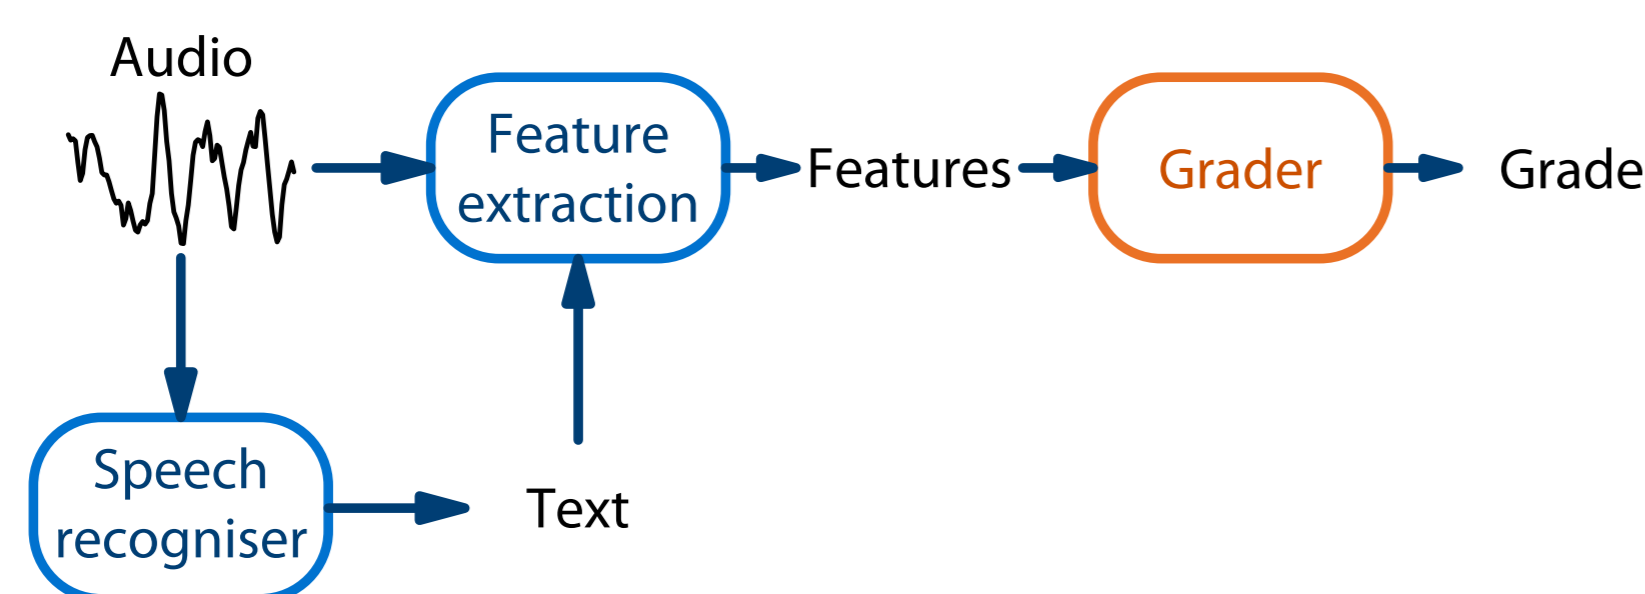 Audio
Feature
extraction
Features
Grader
Grade
Speech
recogniser
Text